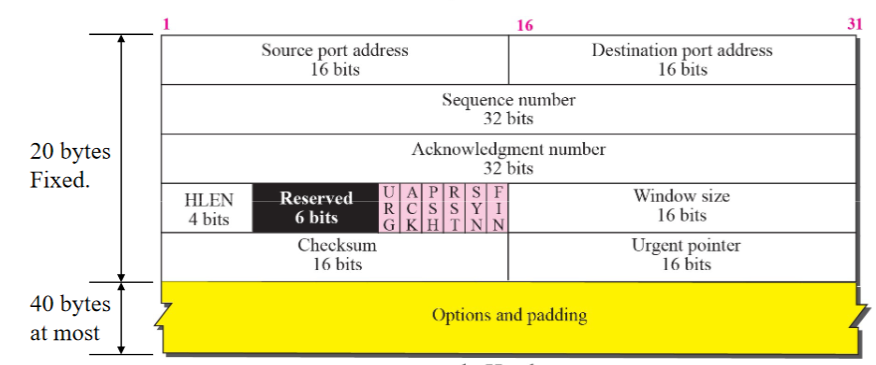 1 16 31
Source port address Destination port address
16 bits 16 bits
Sequence number
32 bits
Acknowledgment number
32 bits
20 bytes
Fixed.
HLEN
4 bits
Reserved
6 bits
URG ACK PSH RST SYN FIN
Window size
16 bits
Checksum Urgent pointer
16 bits 16 bits
40 bytes
at most
Options and padding